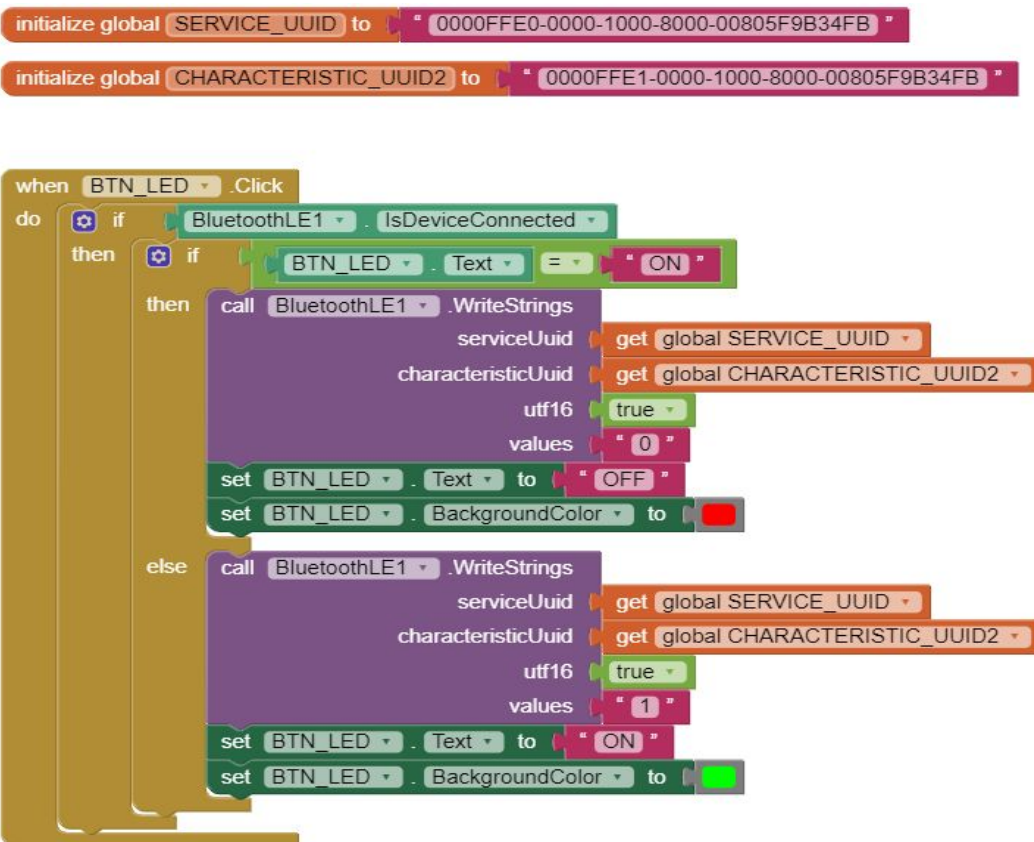 initialize global SERVICE_UUID to " 0000FFE0-0000-1000-8000-00805F9B34FB "
initialize global CHARACTERISTIC_UUID2 to " 0000FFE1-0000-1000-8000-00805F9B34FB "
when BTN_LED .Click
do if BluetoothLE1 . IsDeviceConnected
then if BTN_LED . Text = " ON "
then call BluetoothLE1 .WriteStrings
serviceUuid get global SERVICE_UUID
characteristicUuid get global CHARACTERISTIC_UUID2
utf16 true
values " 0 "
set BTN_LED . Text to " OFF "
set BTN_LED . BackgroundColor to
else call BluetoothLE1 .WriteStrings
serviceUuid get global SERVICE_UUID
characteristicUuid get global CHARACTERISTIC_UUID2
utf16 true
values " 1 "
set BTN_LED . Text to " ON "
set BTN_LED . BackgroundColor to